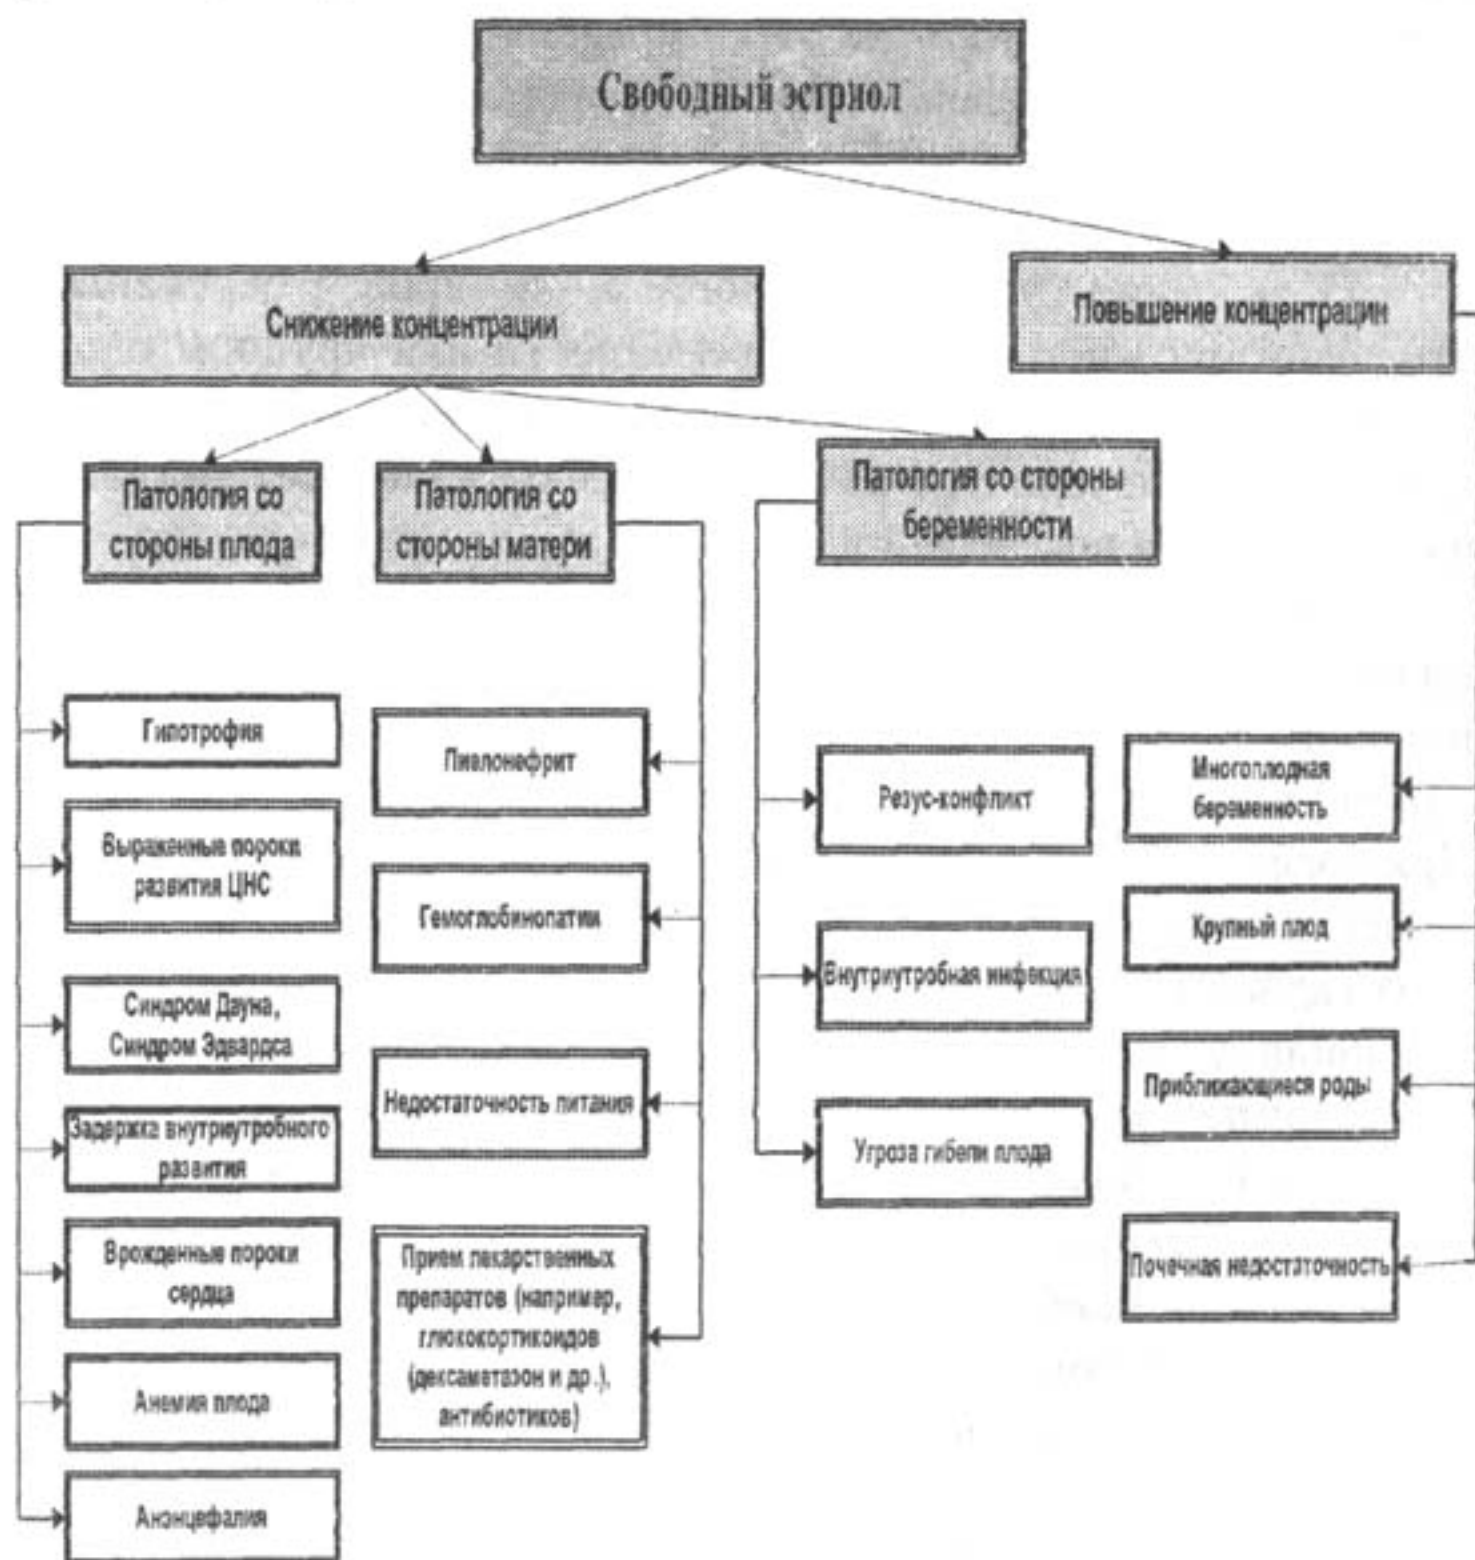 Свободный эстриол
Снижение концентрации
Повышение концентрации
Патология со
стороны плода
Патология со
стороны матери
Патология со стороны
беременности
Гипотрофия
Выраженные пороки
развития ЦНС
Синдром Дауна,
Синдром Эдвардса
Задержка внутриутробного
развития
Врожденные пороки
сердца
Анемия плода
Анэнцефалия
Пиелонефрит
Гемоглобинопатии
Недостаточность питания
Прием лекарственных
препаратов (например,
глюкокортикоидов
(дексаметазон и др.),
антибиотиков)
Резус-конфликт
Внутриутробная инфекция
Угроза гибели плода
Многоплодная
беременность
Крупный плод
Приближающиеся роды
Почечная недостаточность